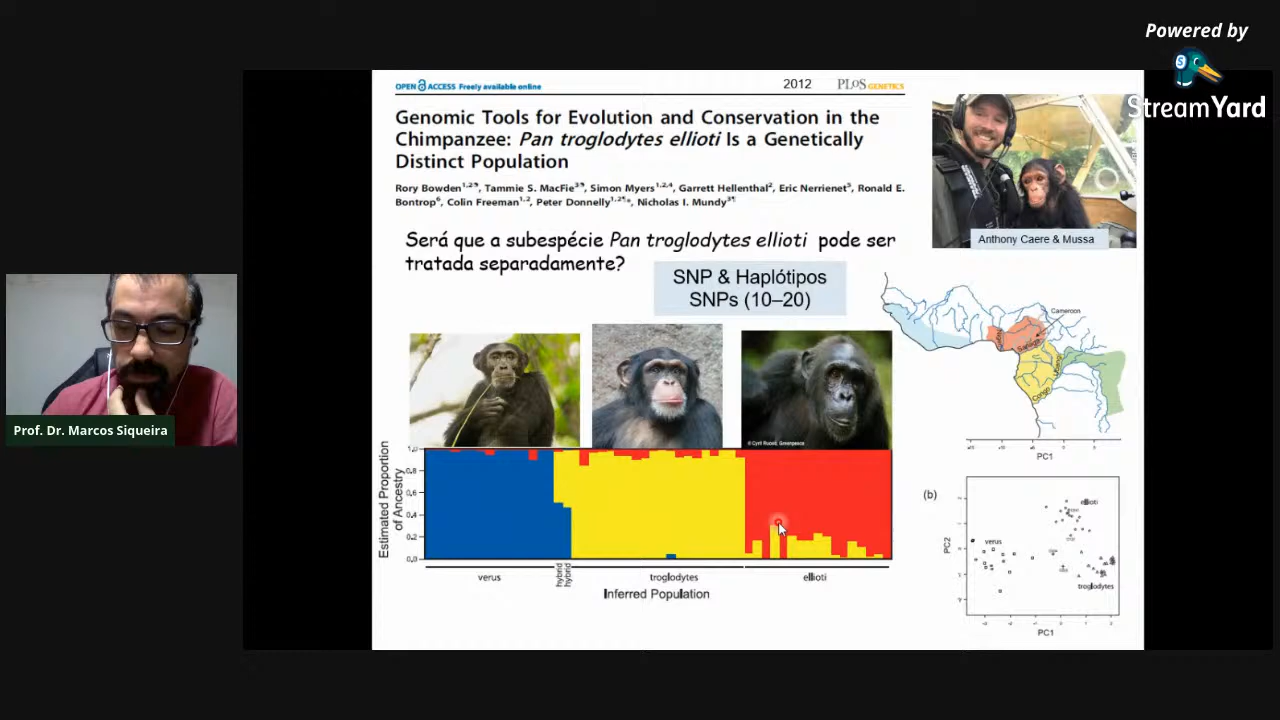 Powered by
StreamYard
OPEN ACCESS Freely available online
2012
PLOS GENETICS
Genomic Tools for Evolution and Conservation in the
Chimpanzee: Pan troglodytes ellioti Is a Genetically
Distinct Population
Rory Bowden, Tammie S. MacFie, Simon Myers, Garrett Hellenthal, Eric Nerrienet, Ronald E.
Bontrop, Colin Freeman, Peter Donnelly, Nicholas I. Mundy
Anthony Caere & Mussa
Será que a subespécie Pan troglodytes ellioti pode ser
tratada separadamente?
SNP & Haplótipos
SNPs (10–20)
Cameroon
Sanaga
Congo
Prof. Dr. Marcos Siqueira
© Cyril Ruoso, Greenpeace
Estimated Proportion
of Ancestry
1.0
0.8
0.6
0.4
0.2
0.0
verus
hybrid
hybrid
troglodytes
ellioti
Inferred Population
PC1
(b)
PC2
ellioti
verus
troglodytes
PC1